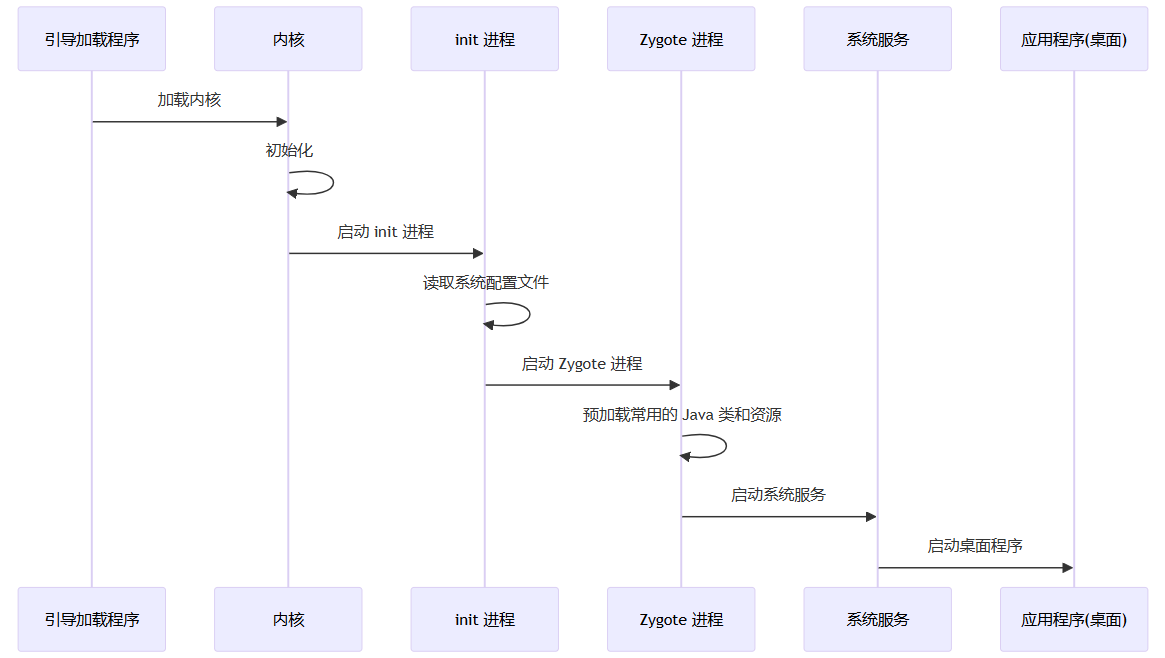 引导加载程序
内核
init 进程
Zygote 进程
系统服务
应用程序(桌面)
加载内核
初始化
启动 init 进程
读取系统配置文件
启动 Zygote 进程
预加载常用的 Java 类和资源
启动系统服务
启动桌面程序
引导加载程序
内核
init 进程
Zygote 进程
系统服务
应用程序(桌面)